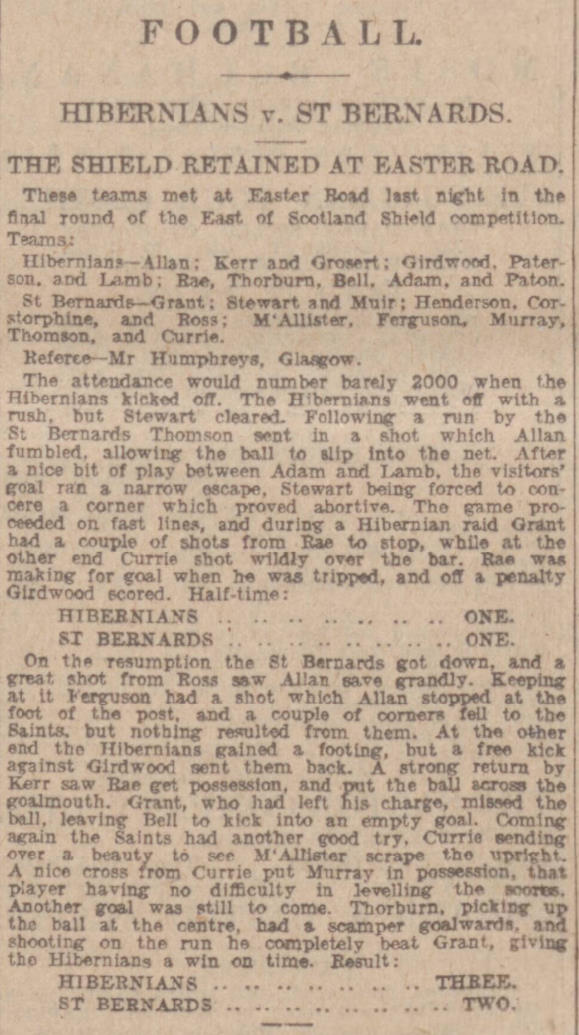 FOOTBALL.
HIBERNIANS v. ST BERNARDS.
THE SHIELD RETAINED AT EASTER ROAD.
These teams met at Easter Road last night in the
final round of the East of Scotland Shield competition.
Teams:
Hibernians—Allan; Kerr and Grosert; Girdwood, Pater-
son, and Lamb; Rae, Thorburn, Bell, Adam, and Paton.
St Bernards—Grant; Stewart and Muir; Henderson, Cor-
storphine, and Ross; M'Allister, Ferguson, Murray,
Thomson, and Currie.
Referee—Mr Humphreys, Glasgow.
The attendance would number barely 2000 when the
Hibernians kicked off. The Hibernians went off with a
rush, but Stewart cleared. Following a run by the
St Bernards Thomson sent in a shot which Allan
fumbled, allowing the ball to slip into the net. After
a nice bit of play between Adam and Lamb, the visitors'
goal ran a narrow escape, Stewart being forced to con-
cere a corner which proved abortive. The game pro-
ceeded on fast lines, and during a Hibernian raid Grant
had a couple of shots from Rae to stop, while at the
other end Currie shot wildly over the bar. Rae was
making for goal when he was tripped, and off a penalty
Girdwood scored. Half-time:
HIBERNIANS .. .. .. .. .. .. .. .. ONE.
ST BERNARDS .. .. .. .. .. .. .. .. ONE.
On the resumption the St Bernards got down, and a
great shot from Ross saw Allan save grandly. Keeping
at it Ferguson had a shot which Allan stopped at the
foot of the post, and a couple of corners fell to the
Saints, but nothing resulted from them. At the other
end the Hibernians gained a footing, but a free kick
against Girdwood sent them back. A strong return by
Kerr saw Rae get possession, and put the ball across the
goalmouth. Grant, who had left his charge, missed the
ball, leaving Bell to kick into an empty goal. Coming
again the Saints had another good try, Currie sending
over a beauty to see M'Allister scrape the upright.
A nice cross from Currie put Murray in possession, that
player having no difficulty in levelling the scores.
Another goal was still to come. Thorburn, picking up
the ball at the centre, had a scamper goalwards, and
shooting on the run he completely beat Grant, giving
the Hibernians a win on time. Result:
HIBERNIANS .. .. .. .. .. .. .. THREE.
ST BERNARDS .. .. .. .. .. .. .. .. TWO.